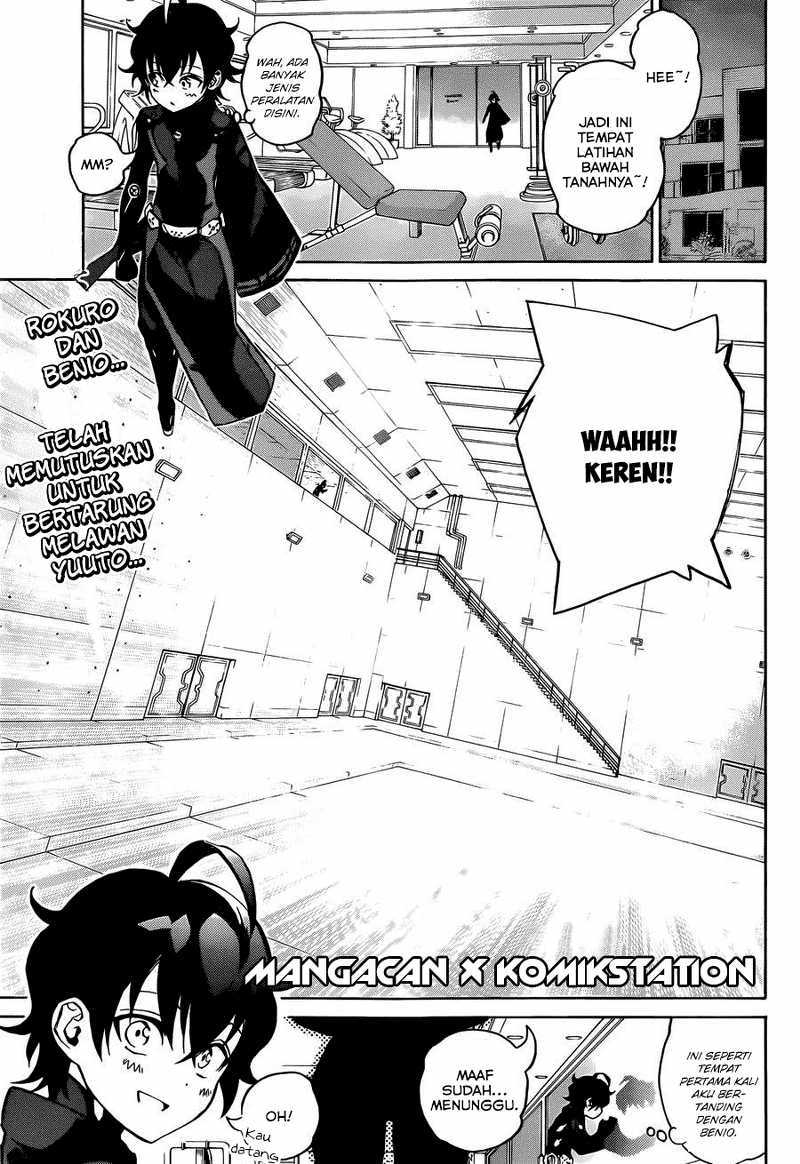 HEE~!
JADI INI
TEMPAT
LATIHAN
BAWAH
TANAHNYA~!
WAH, ADA
BANYAK
JENIS
PERALATAN
DISINI.
MM?
ROKURO
DAN
BENIO...
TELAH
MEMUTUSKAN
UNTUK
BERTARUNG
MELAWAN
YUUTO...
WAAHH!!
KEREN!!
MANGACAN X KOMIKSTATION
INI SEPERTI
TEMPAT
PERTAMA KALI
AKU BER-
TANDING
DENGAN
BENIO.
MAAF
SUDAH...
MENUNGGU.
OH!
Kau
datang